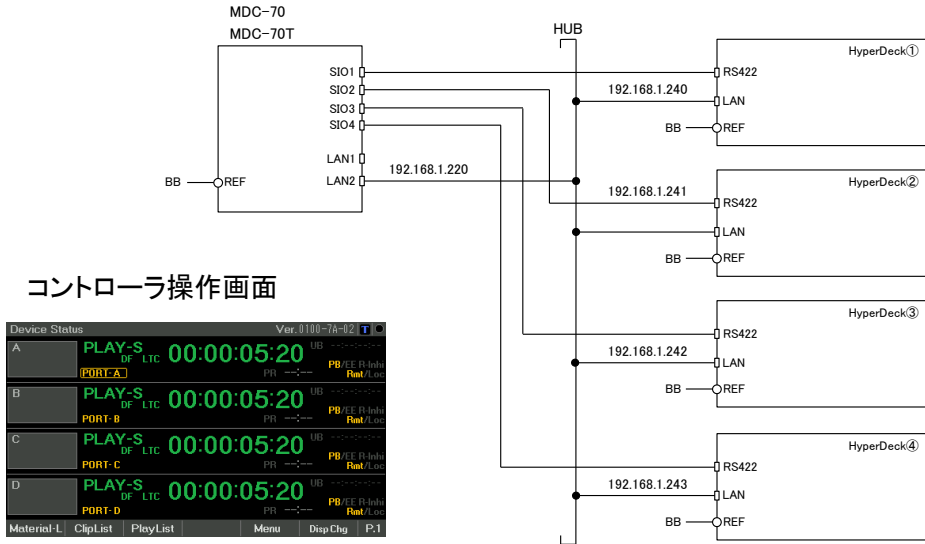 MDC-70
MDC-70T
SIO1
SIO2
SIO3
SIO4
LAN1
LAN2
BB
REF
192.168.1.220
HUB
HyperDeck①
RS422
192.168.1.240
LAN
BB
REF
HyperDeck②
192.168.1.241
RS422
LAN
BB
REF
HyperDeck③
RS422
192.168.1.242
LAN
BB
REF
HyperDeck④
RS422
192.168.1.243
LAN
BB
REF
コントローラ操作画面
Device Status Ver.0100-7A-02 T
A PLAY-S DF LTC 00:00:05:20 UB --:--:--:--
PORT-A PR --:-- PB/EE R-Inhi
Rmt/Loc
B PLAY-S DF LTC 00:00:05:20 UB --:--:--:--
PORT-B PR --:-- PB/EE R-Inhi
Rmt/Loc
C PLAY-S DF LTC 00:00:05:20 UB --:--:--:--
PORT-C PR --:-- PB/EE R-Inhi
Rmt/Loc
D PLAY-S DF LTC 00:00:05:20 UB --:--:--:--
PORT-D PR --:-- PB/EE R-Inhi
Rmt/Loc
Material-L ClipList PlayList Menu Disp Chg P.1